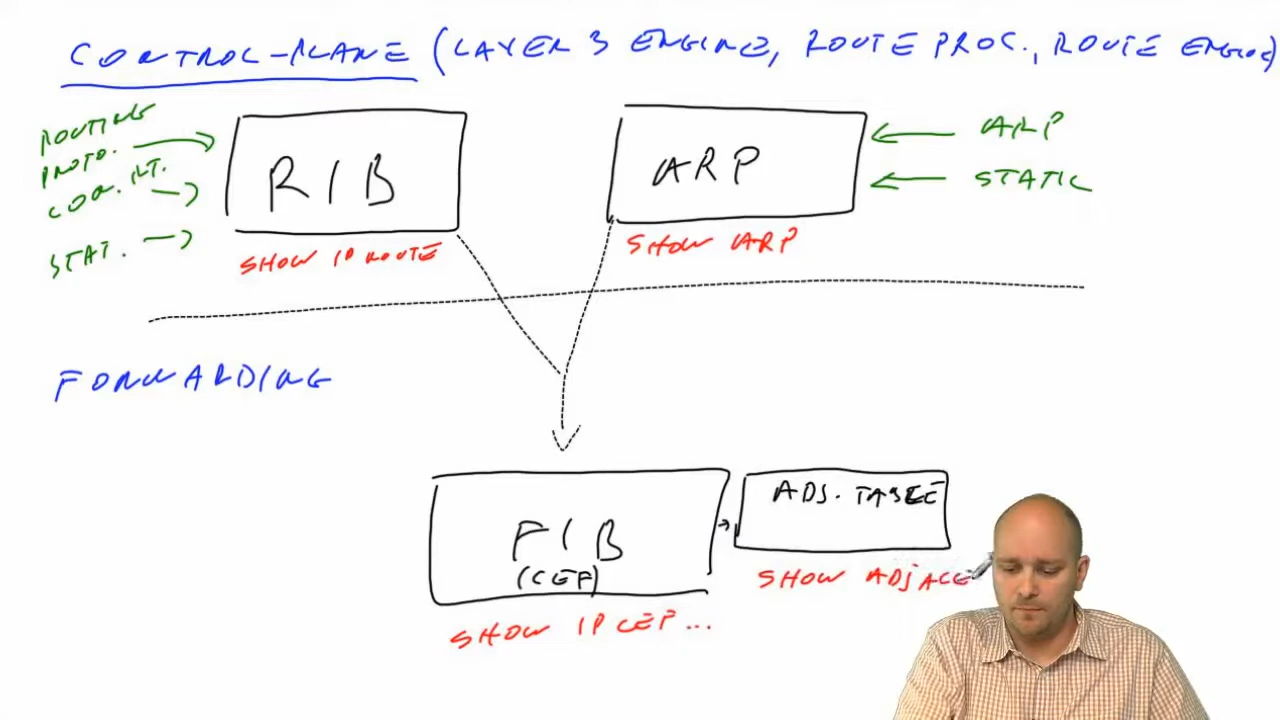 CONTROL-PLANE (LAYER 3 ENGINE, ROUTE PROC., ROUTE ENGINE)
ROUTING
PROTO.
CON. RT.
STAT.
RIB
SHOW IP ROUTE
ARP
SHOW ARP
ARP
STATIC
FORWARDING
FIB
(CEF)
SHOW IP CEF...
ADJ. TABLE
SHOW ADJACE